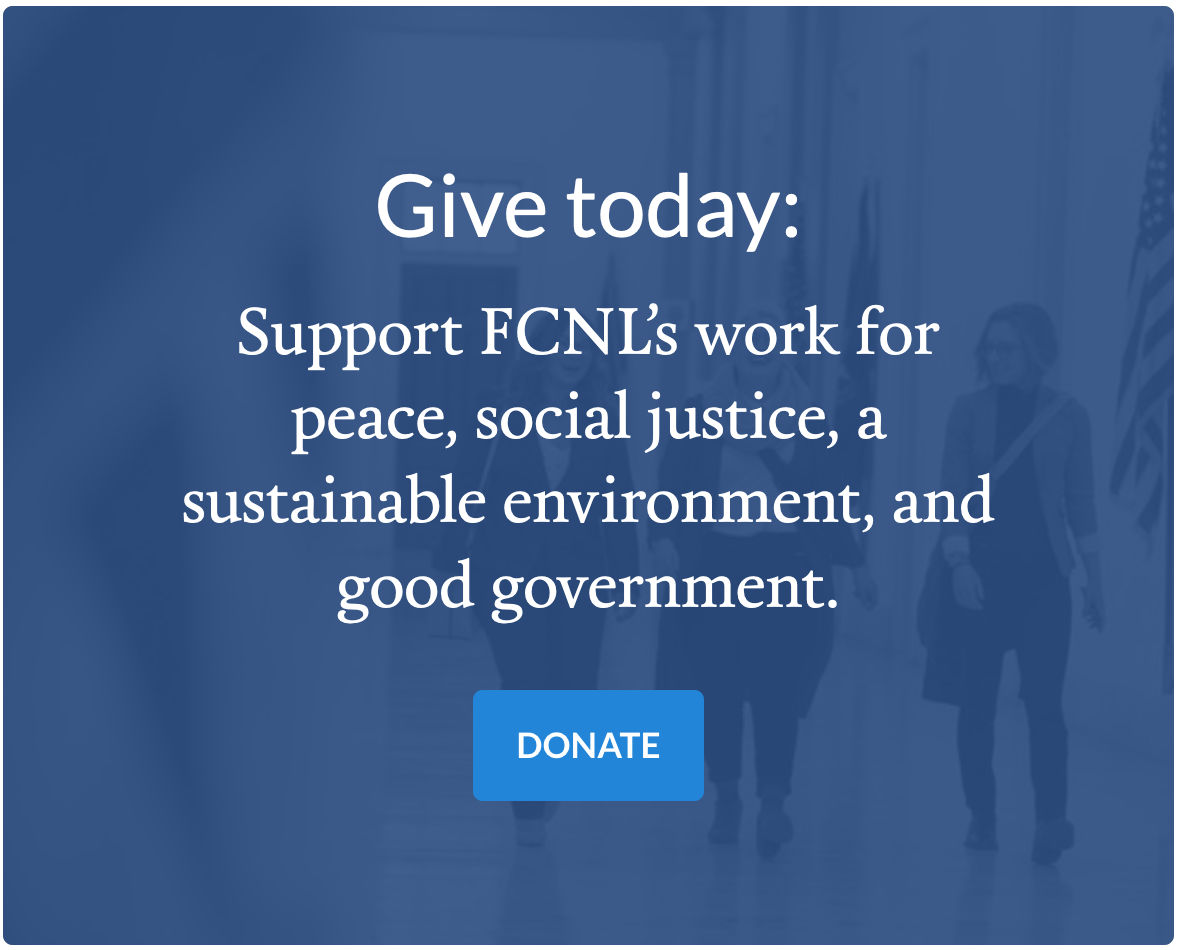 Give today:
Support FCNL’s work for
peace, social justice, a
sustainable environment, and
good government.
DONATE